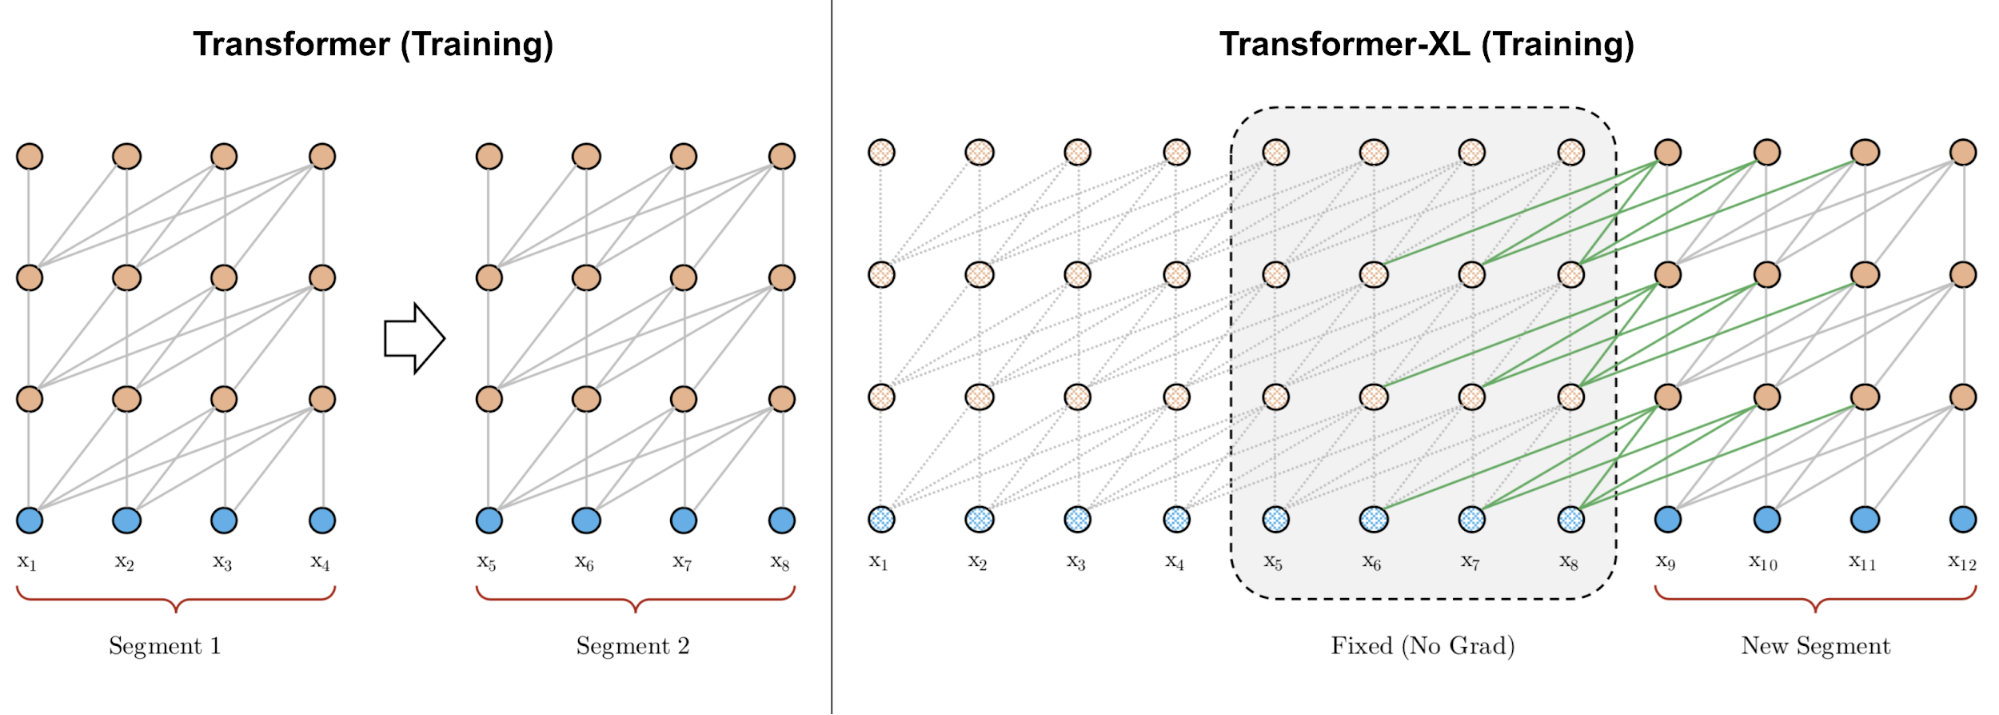 Transformer (Training)
x₁ x₂ x₃ x₄
Segment 1
x₅ x₆ x₇ x₈
Segment 2
Transformer-XL (Training)
x₁ x₂ x₃ x₄ x₅ x₆ x₇ x₈ x₉ x₁₀ x₁₁ x₁₂
Fixed (No Grad)
New Segment